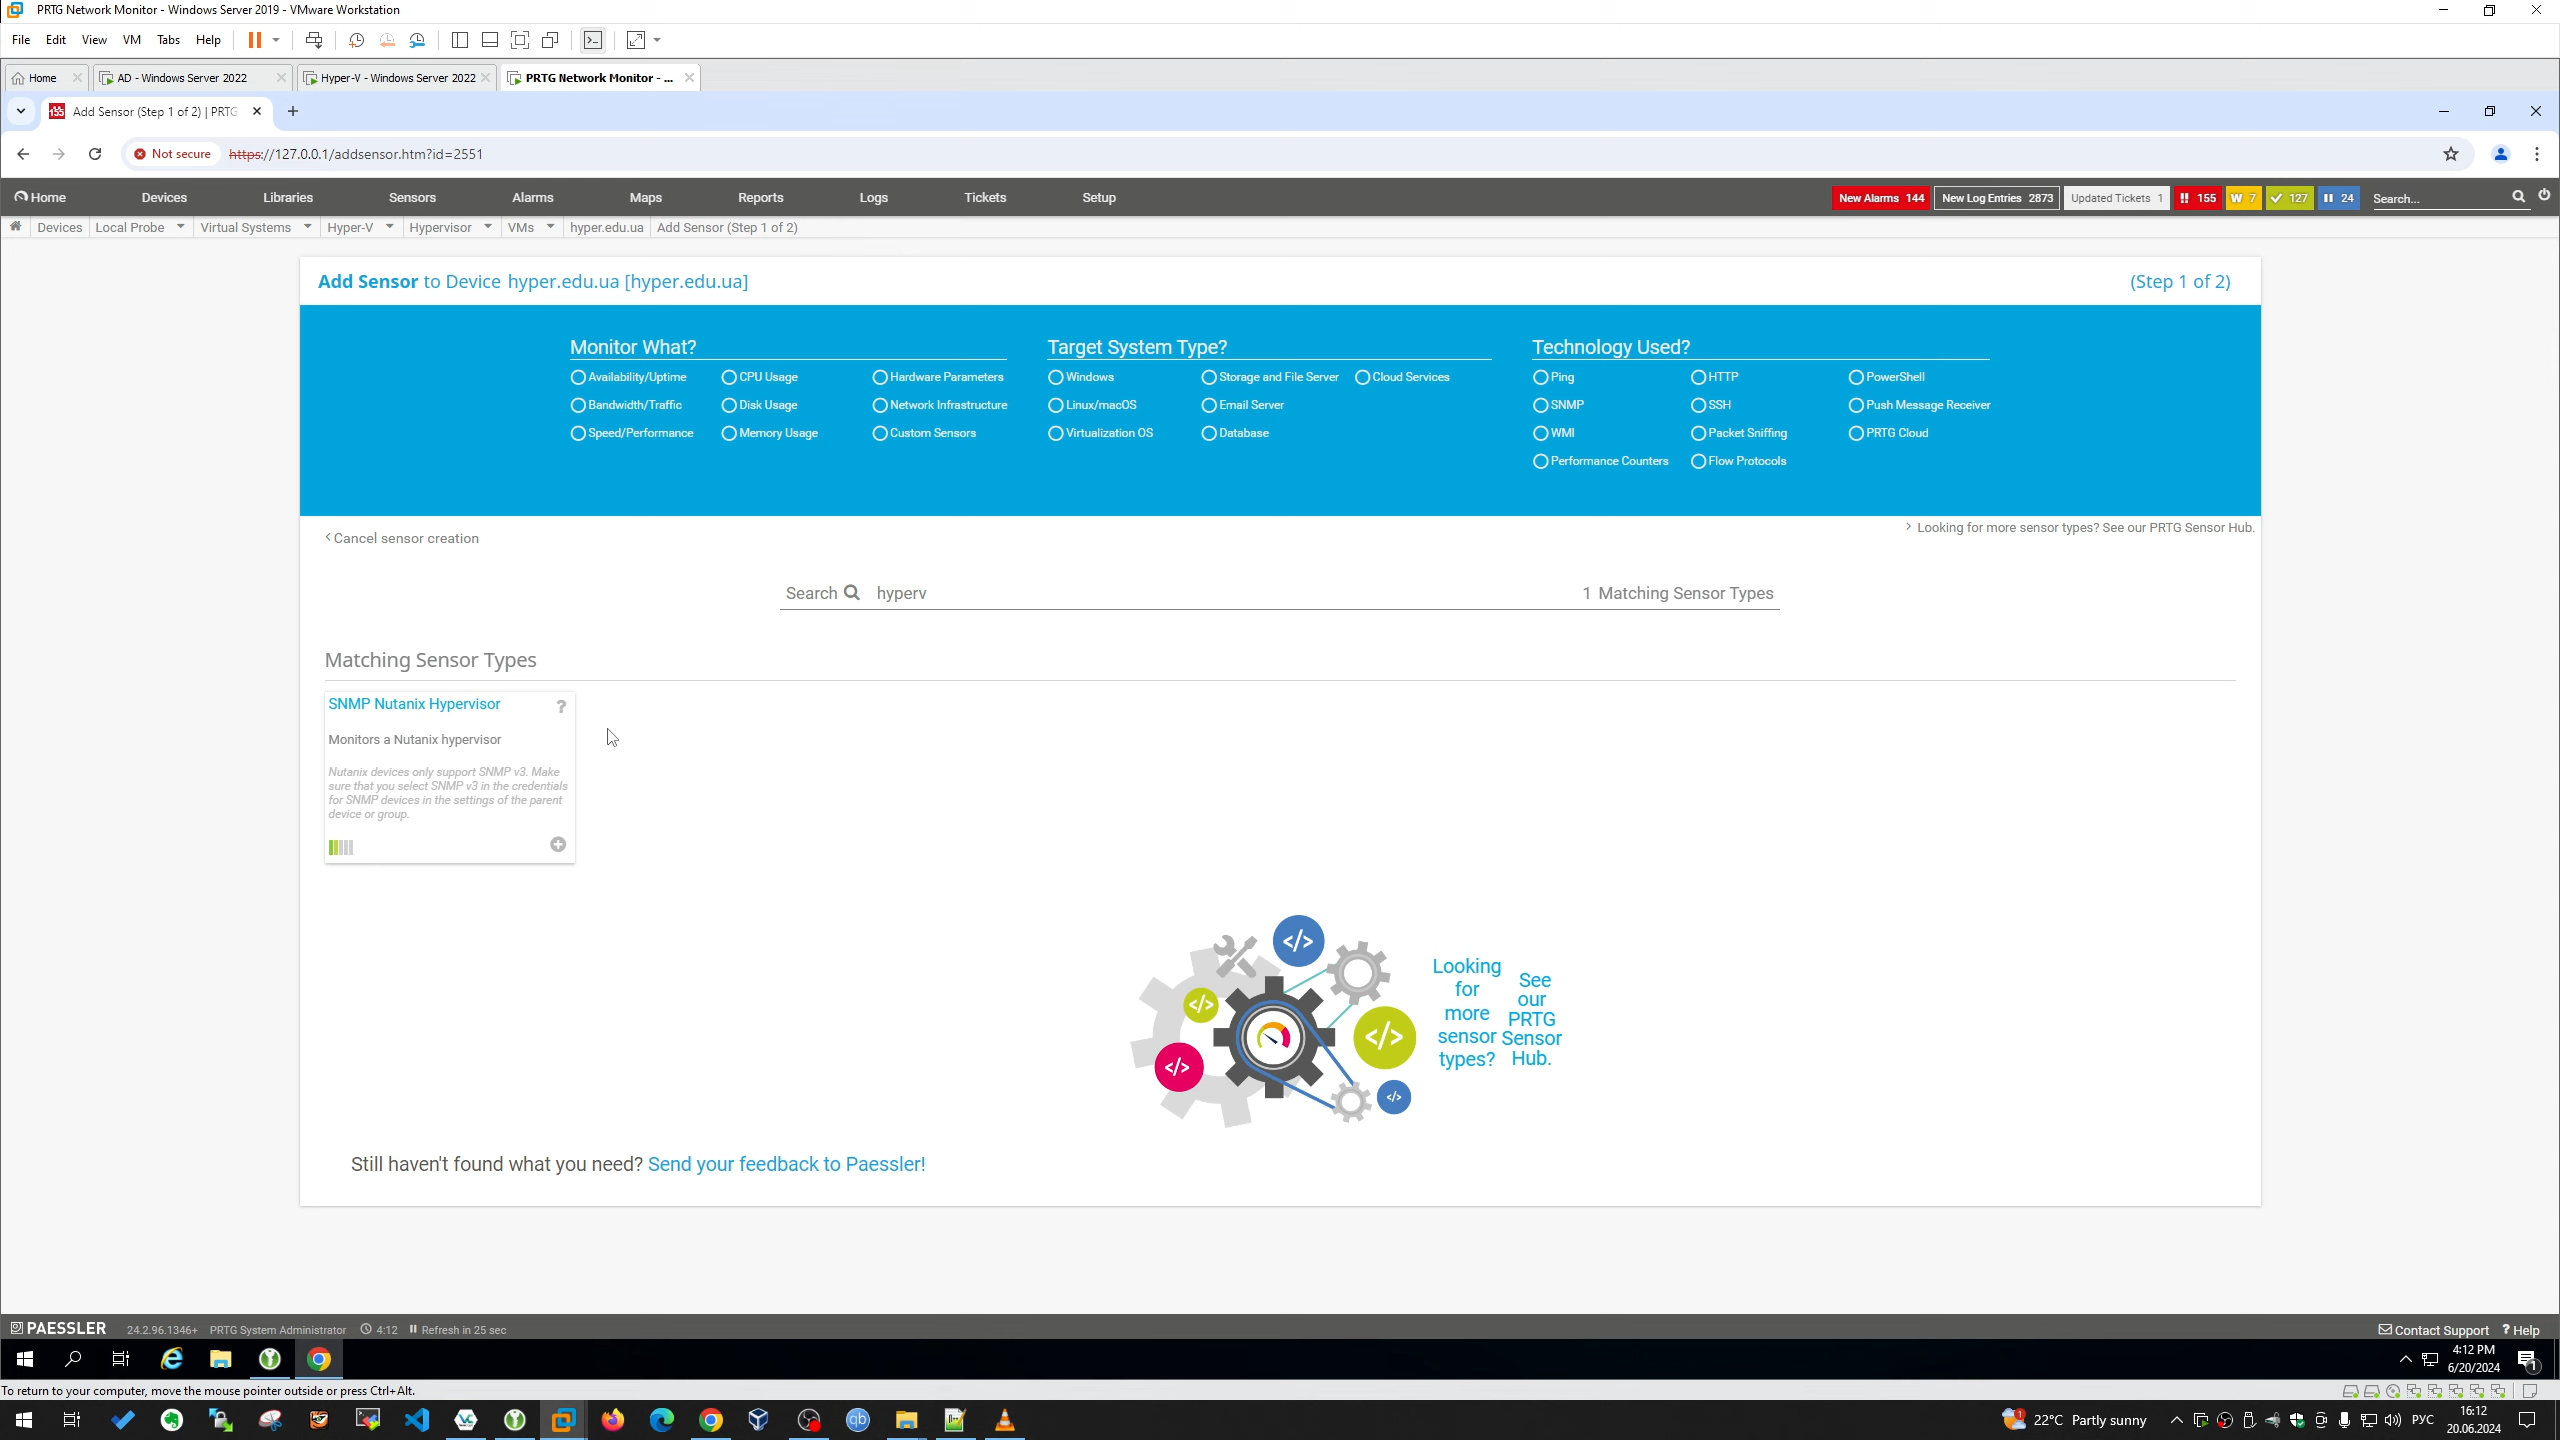 PRTG Network Monitor - Windows Server 2019 - VMware Workstation
File Edit View VM Tabs Help
Home AD - Windows Server 2022 Hyper-V - Windows Server 2022 PRTG Network Monitor - ...
Add Sensor (Step 1 of 2) | PRTG
Not secure https://127.0.0.1/addsensor.htm?id=2551
Home Devices Libraries Sensors Alarms Maps Reports Logs Tickets Setup New Alarms 144 New Log Entries 2873 Updated Tickets 1 !! 155 W 7 127 24 Search...
Devices Local Probe Virtual Systems Hyper-V Hypervisor VMs hyper.edu.ua Add Sensor (Step 1 of 2)
Add Sensor to Device hyper.edu.ua [hyper.edu.ua] (Step 1 of 2)
Monitor What? Target System Type? Technology Used?
Availability/Uptime CPU Usage Hardware Parameters Windows Storage and File Server Cloud Services Ping HTTP PowerShell
Bandwidth/Traffic Disk Usage Network Infrastructure Linux/macOS Email Server SNMP SSH Push Message Receiver
Speed/Performance Memory Usage Custom Sensors Virtualization OS Database WMI Packet Sniffing PRTG Cloud
Performance Counters Flow Protocols
< Cancel sensor creation > Looking for more sensor types? See our PRTG Sensor Hub.
Search hyperv 1 Matching Sensor Types
Matching Sensor Types
SNMP Nutanix Hypervisor ?
Monitors a Nutanix hypervisor
Nutanix devices only support SNMP v3. Make
sure that you select SNMP v3 in the credentials
for SNMP devices in the settings of the parent
device or group.
</>
</>
</>
</>
</>
Looking
for
more
sensor
types?
See
our
PRTG
Sensor
Hub.
Still haven't found what you need? Send your feedback to Paessler!
PAESSLER 24.2.96.1346+ PRTG System Administrator 4:12 Refresh in 25 sec Contact Support ? Help
4:12 PM
6/20/2024
1
To return to your computer, move the mouse pointer outside or press Ctrl+Alt.
1 22°C Partly sunny РУС 16:12
20.06.2024